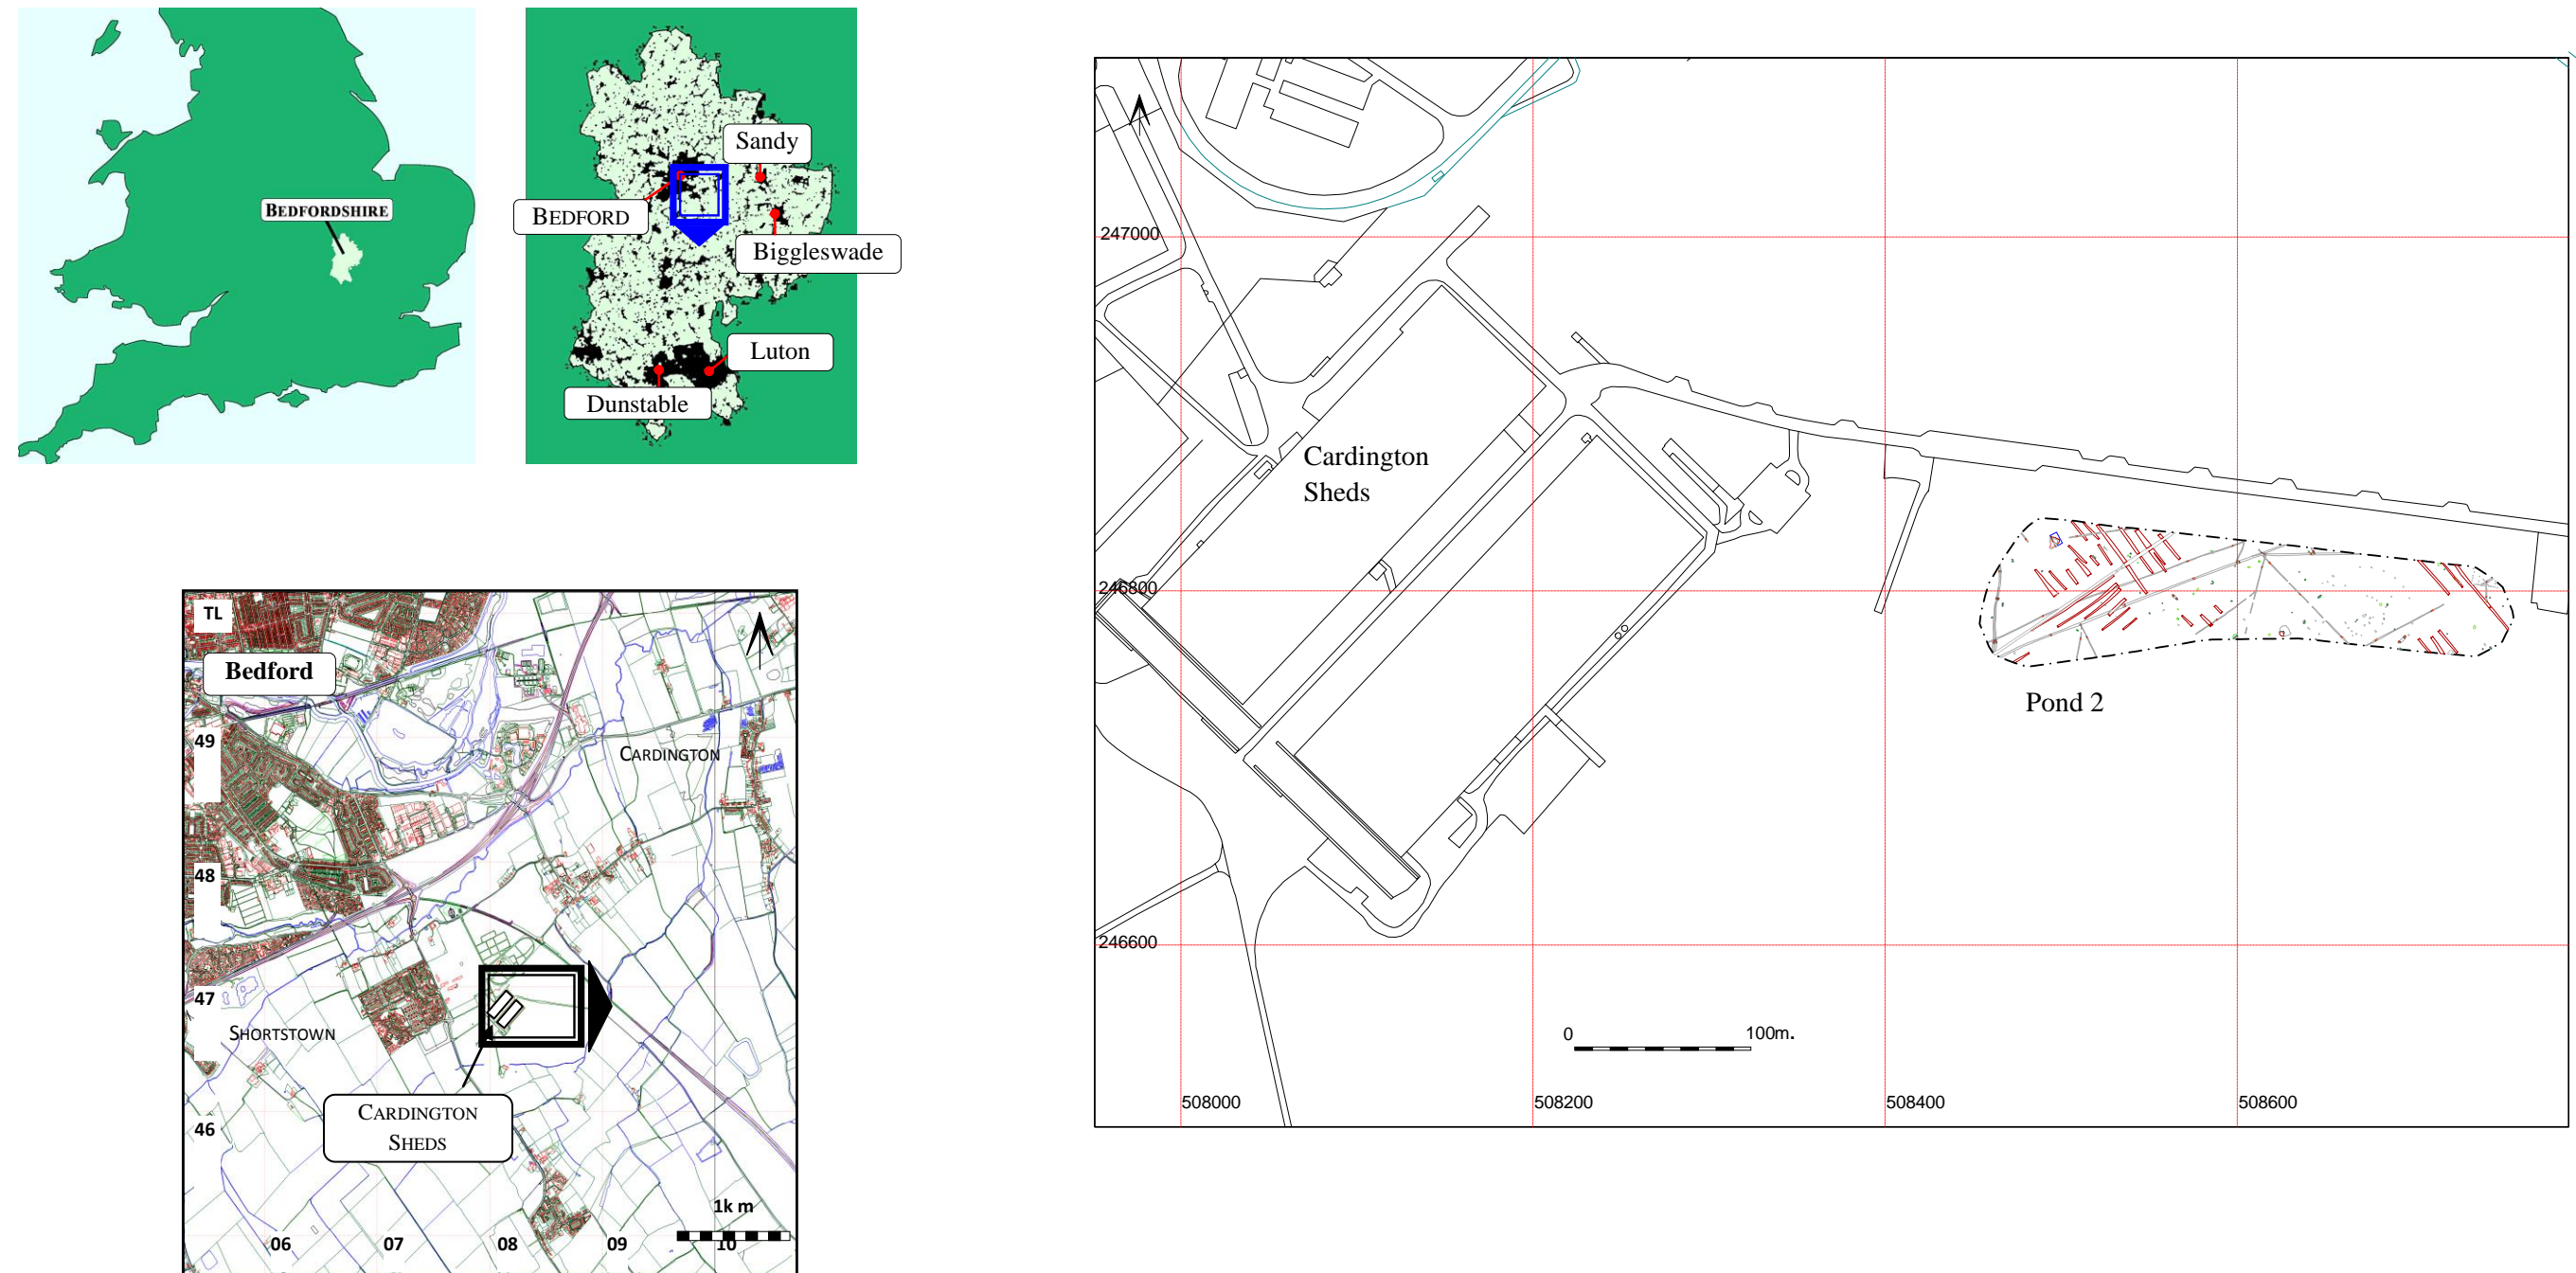 BEDFORDSHIRE
Sandy
BEDFORD
Biggleswade
Luton
Dunstable
TL
Bedford
49
CARDINGTON
48
47
SHORTSTOWN
CARDINGTON
SHEDS
46
1k m
06
07
08
09
10
247000
Cardington
Sheds
246800
Pond 2
246600
0
100m.
508000
508200
508400
508600